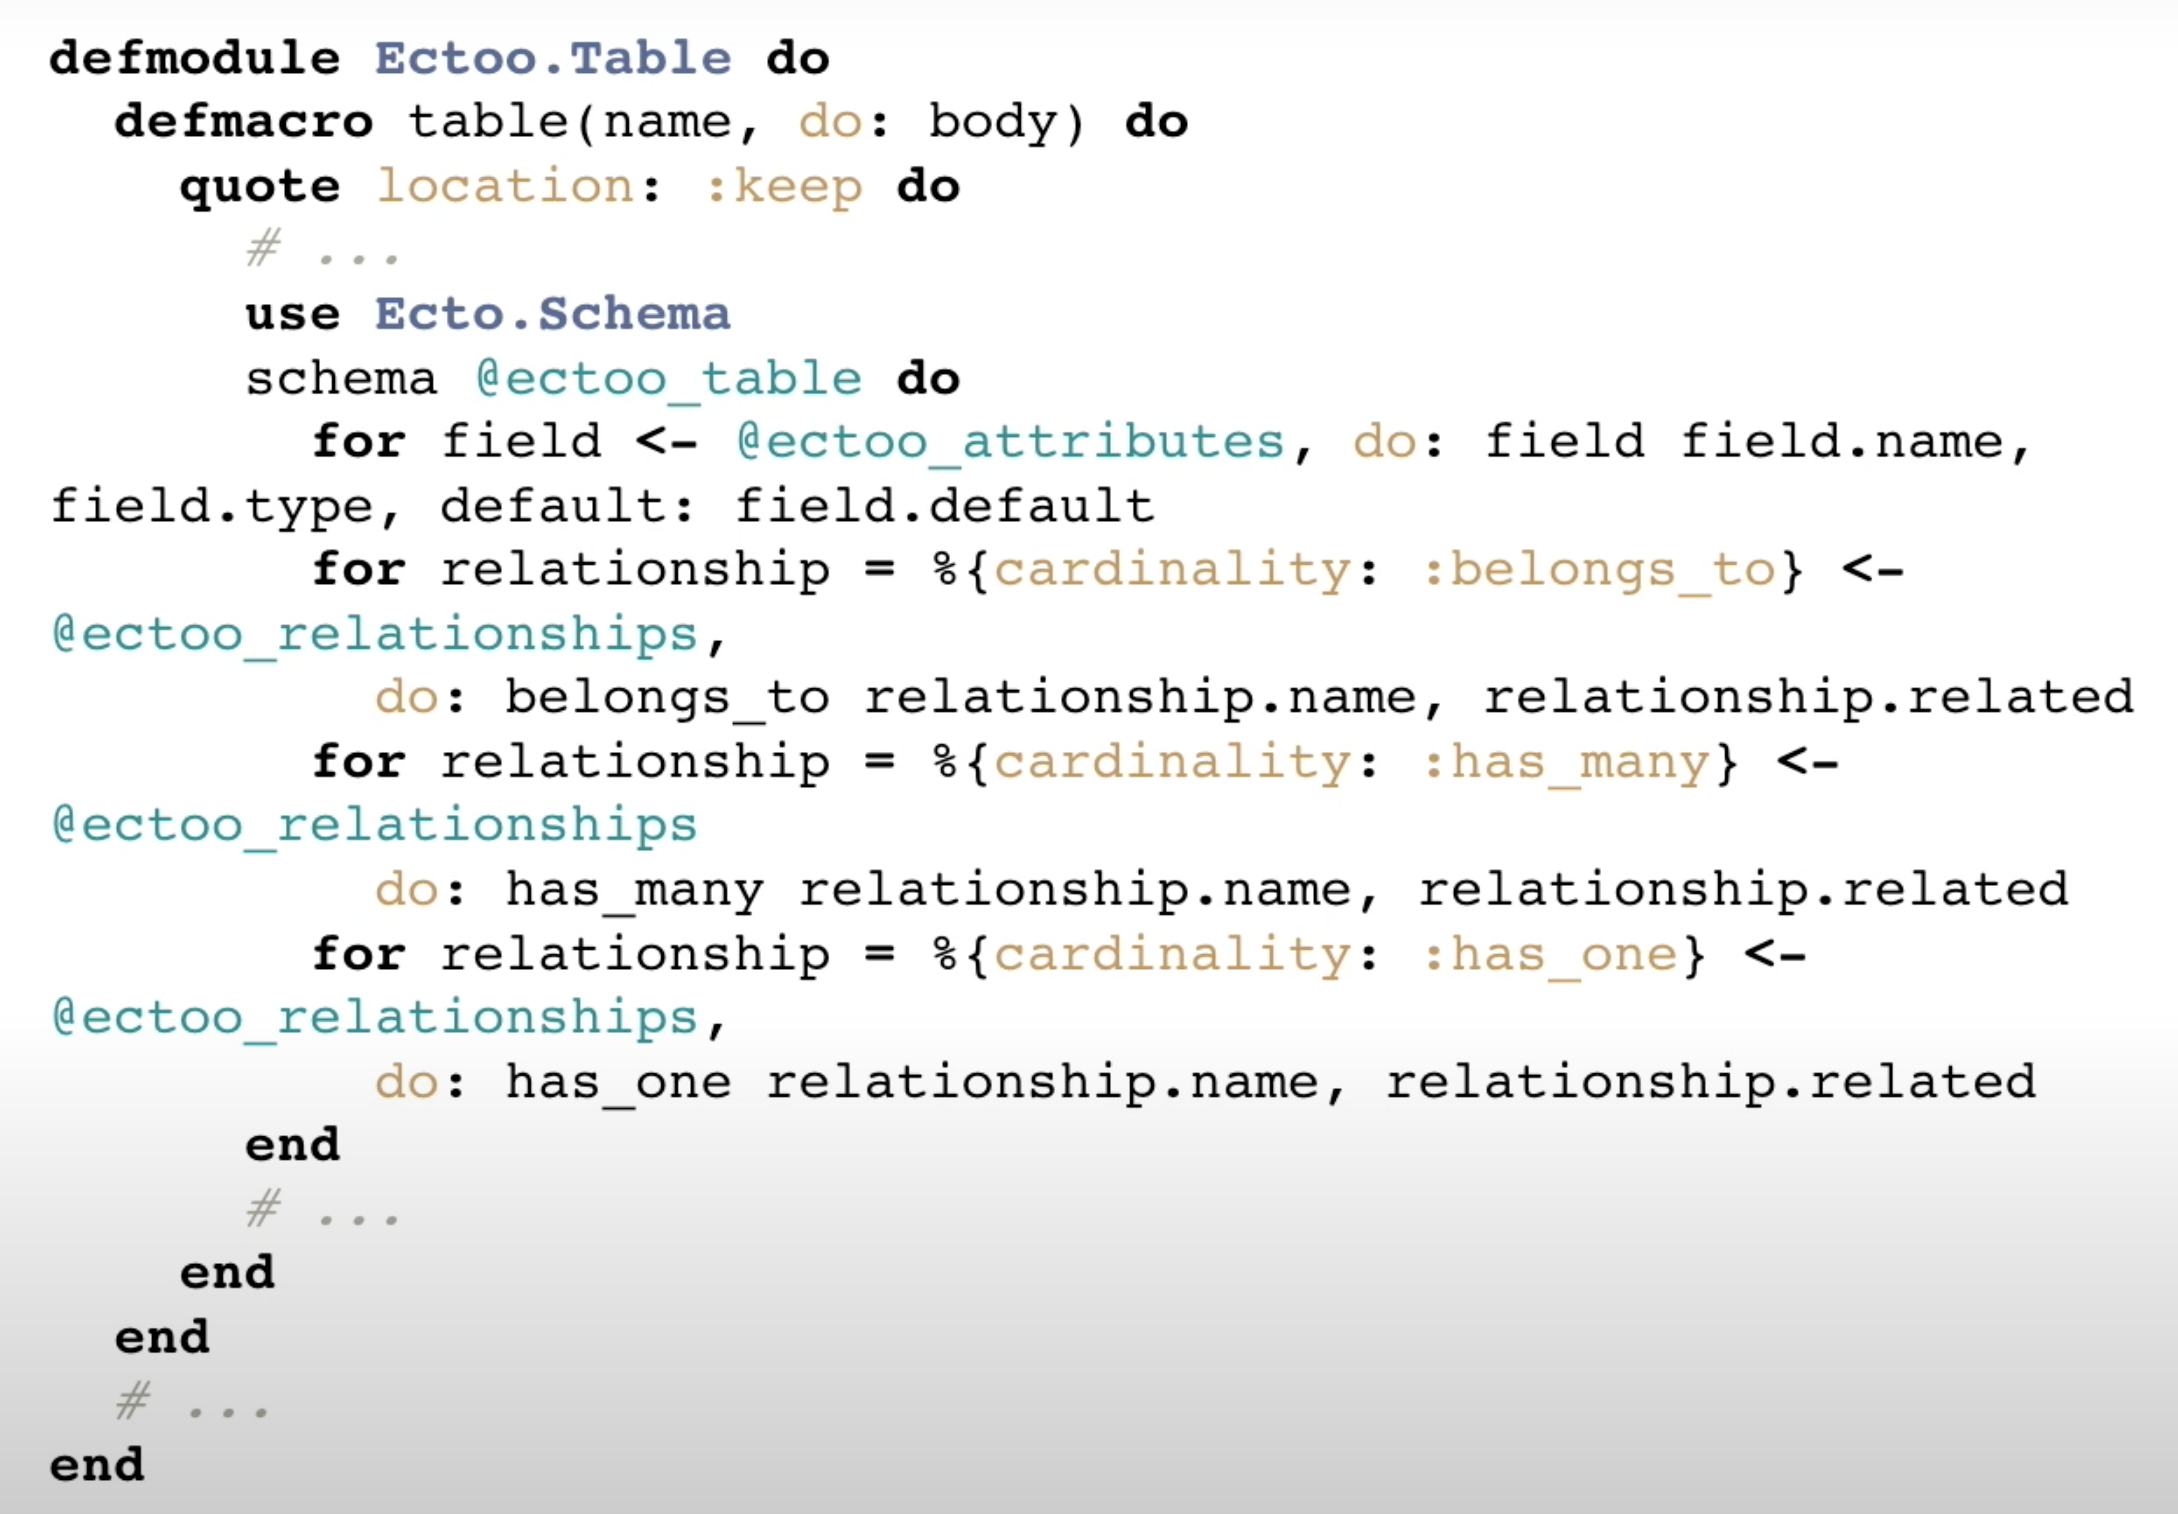 defmodule Ectoo.Table do
  defmacro table(name, do: body) do
    quote location: :keep do
      # ...
      use Ecto.Schema
      schema @ectoo_table do
        for field <- @ectoo_attributes, do: field field.name,
field.type, default: field.default
        for relationship = %{cardinality: :belongs_to} <-
@ectoo_relationships,
          do: belongs_to relationship.name, relationship.related
        for relationship = %{cardinality: :has_many} <-
@ectoo_relationships
          do: has_many relationship.name, relationship.related
        for relationship = %{cardinality: :has_one} <-
@ectoo_relationships,
          do: has_one relationship.name, relationship.related
      end
      # ...
    end
  end
  # ...
end